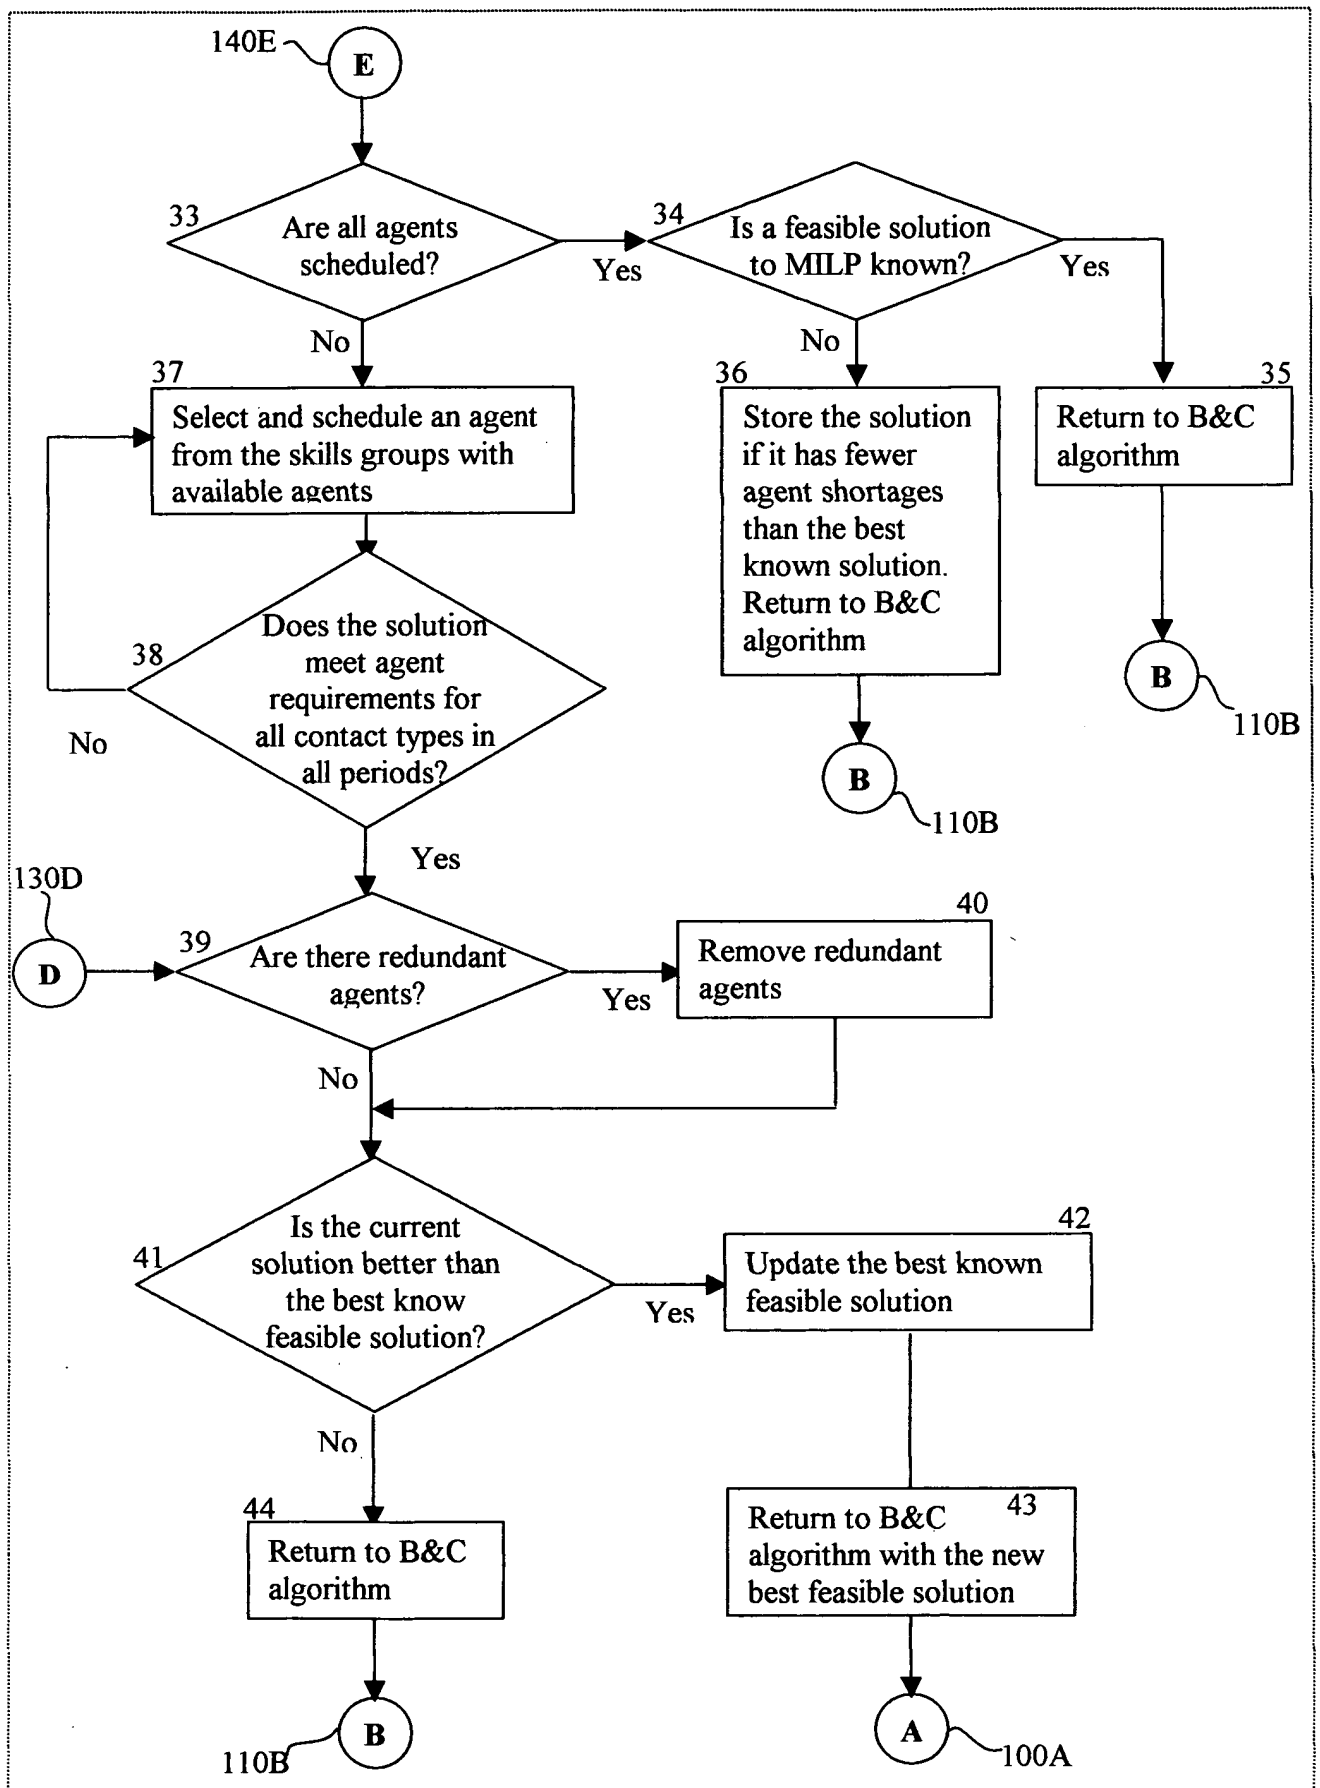 140E
E
33
Are all agents
scheduled?
Yes
No
34
Is a feasible solution
to MILP known?
Yes
No
37
Select and schedule an agent
from the skills groups with
available agents
36
Store the solution
if it has fewer
agent shortages
than the best
known solution.
Return to B&C
algorithm
35
Return to B&C
algorithm
B
110B
B
110B
38
Does the solution
meet agent
requirements for
all contact types in
all periods?
No
Yes
130D
D
39
Are there redundant
agents?
Yes
No
40
Remove redundant
agents
41
Is the current
solution better than
the best know
feasible solution?
Yes
No
42
Update the best known
feasible solution
44
Return to B&C
algorithm
43
Return to B&C
algorithm with the new
best feasible solution
B
110B
A
100A